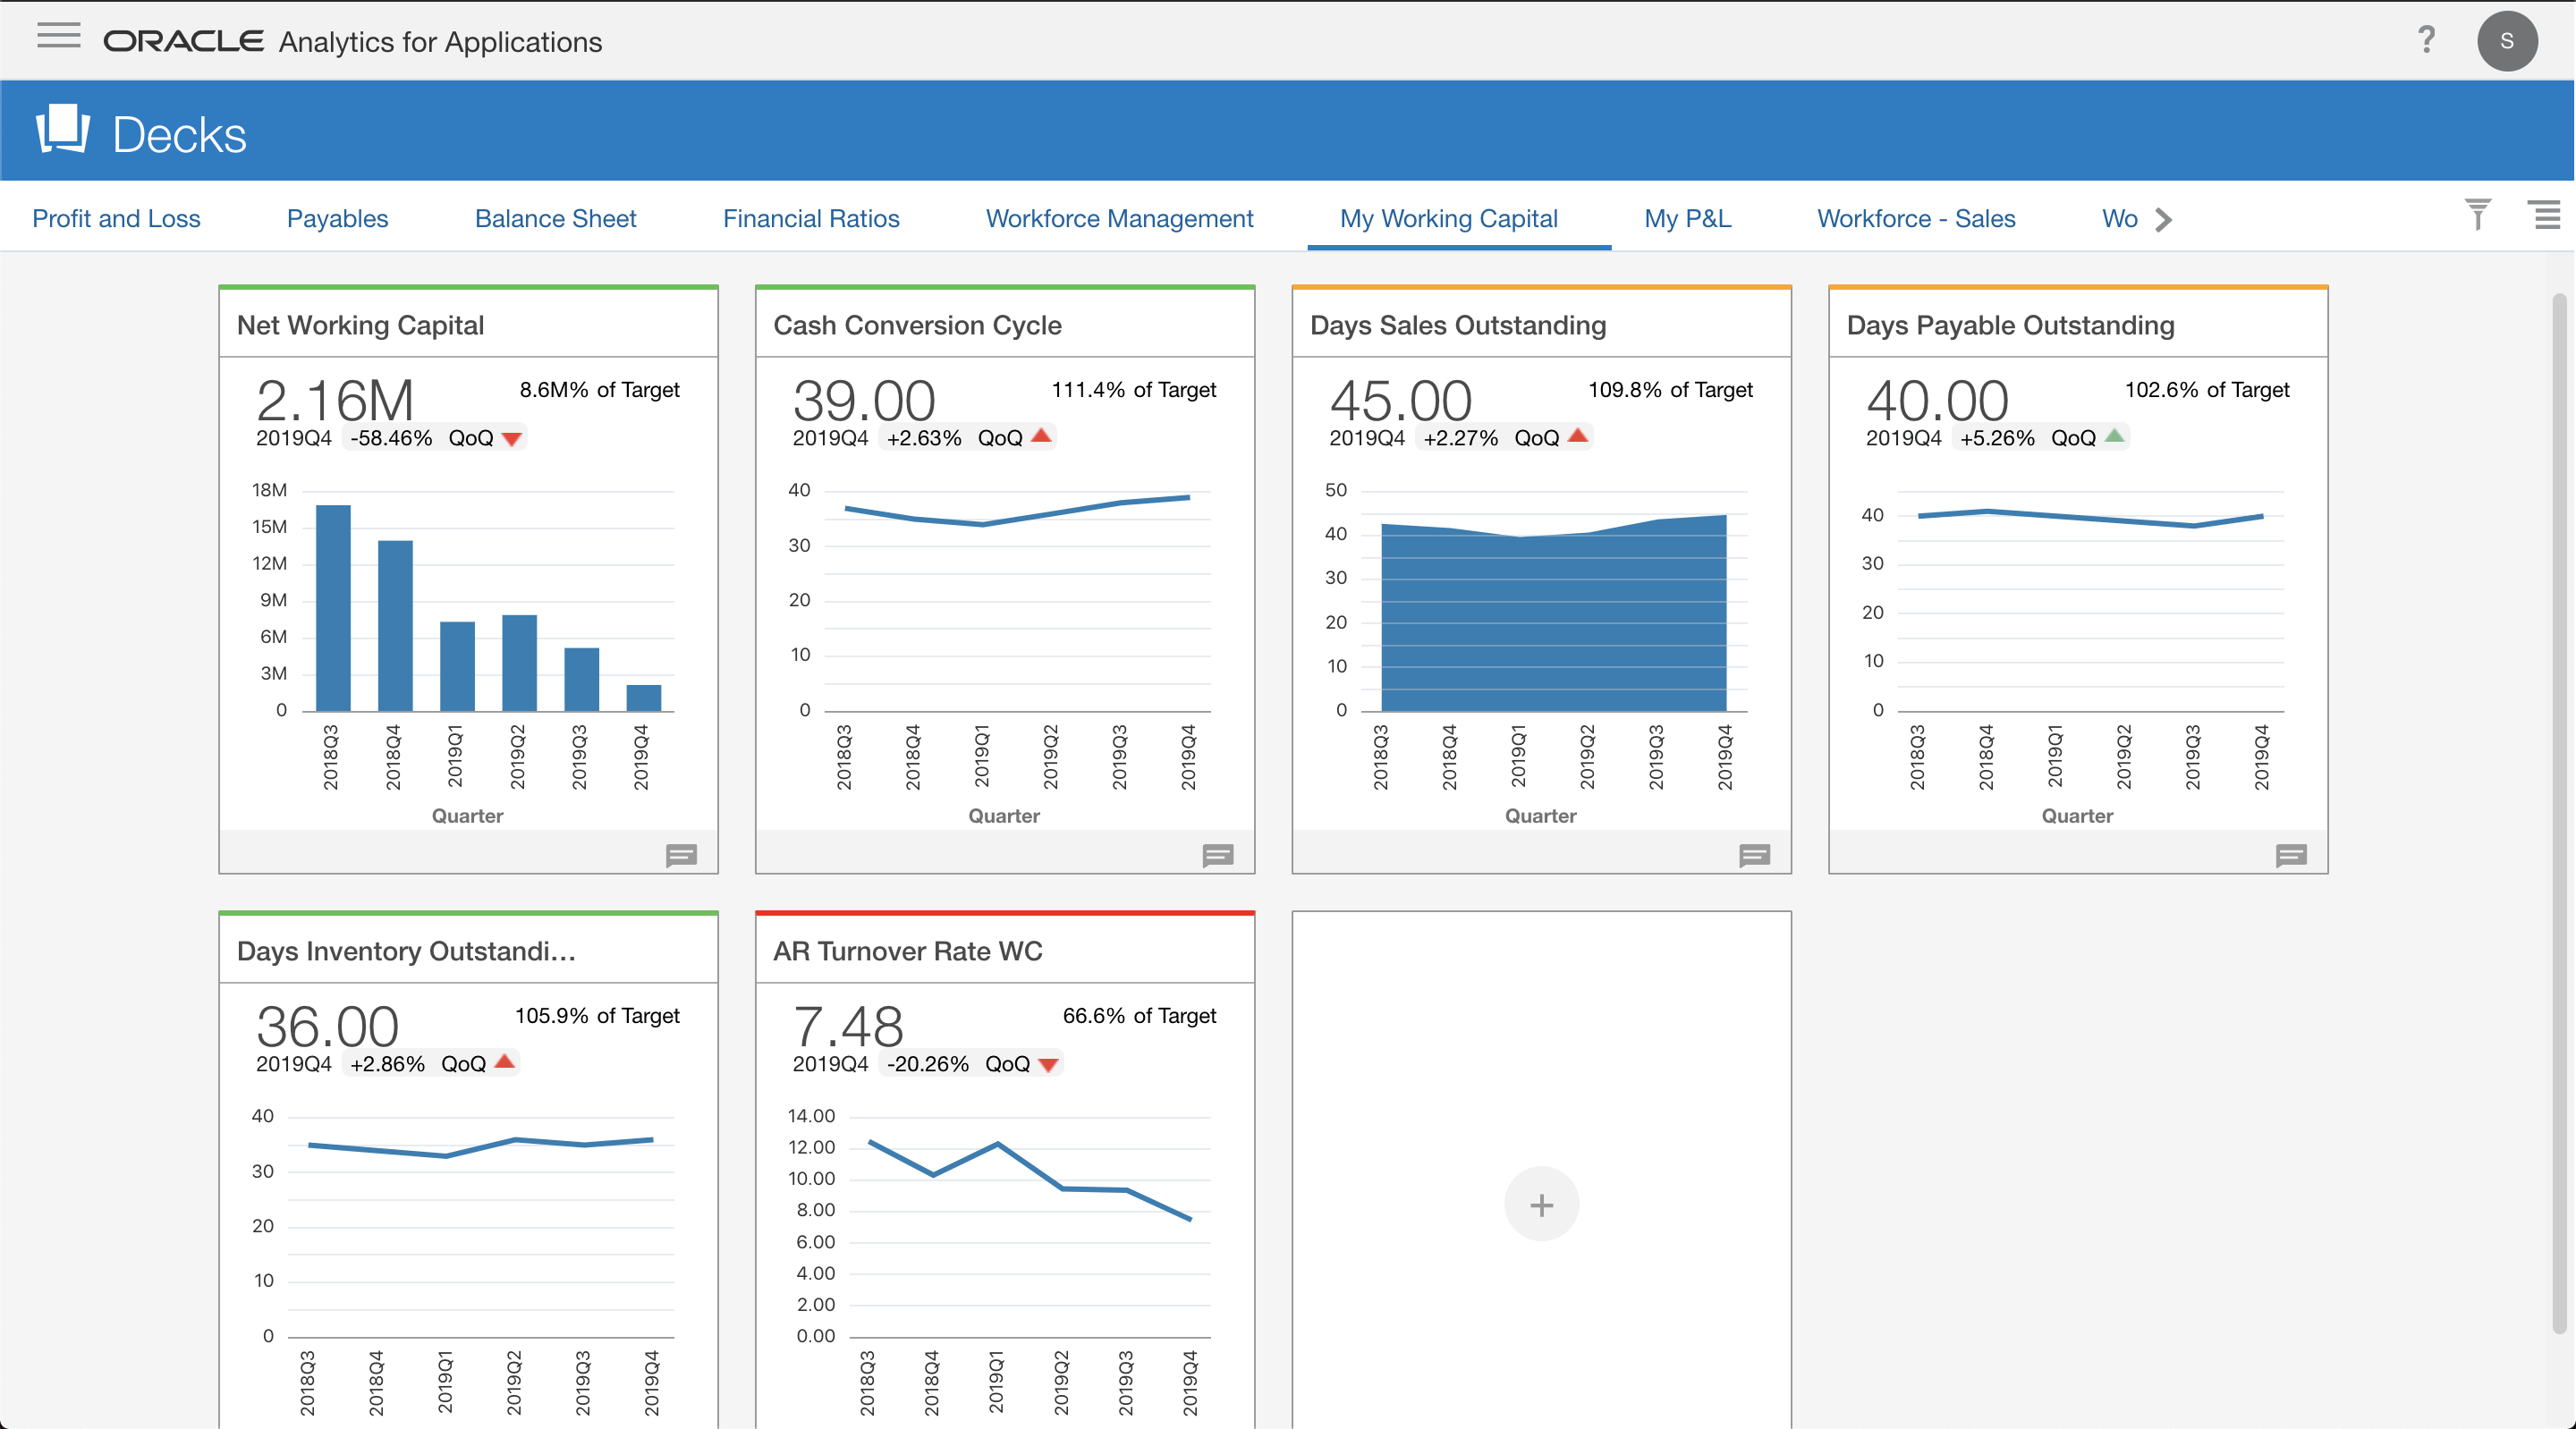 ORACLE Analytics for Applications
?
S
Decks
Profit and Loss
Payables
Balance Sheet
Financial Ratios
Workforce Management
My Working Capital
My P&L
Workforce - Sales
Wo
Net Working Capital
2.16M
8.6M% of Target
2019Q4 -58.46% QoQ
18M
15M
12M
9M
6M
3M
0
2018Q3
2018Q4
2019Q1
2019Q2
2019Q3
2019Q4
Quarter
Cash Conversion Cycle
39.00
111.4% of Target
2019Q4 +2.63% QoQ
40
30
20
10
0
2018Q3
2018Q4
2019Q1
2019Q2
2019Q3
2019Q4
Quarter
Days Sales Outstanding
45.00
109.8% of Target
2019Q4 +2.27% QoQ
50
40
30
20
10
0
2018Q3
2018Q4
2019Q1
2019Q2
2019Q3
2019Q4
Quarter
Days Payable Outstanding
40.00
102.6% of Target
2019Q4 +5.26% QoQ
40
30
20
10
0
2018Q3
2018Q4
2019Q1
2019Q2
2019Q3
2019Q4
Quarter
Days Inventory Outstandi...
36.00
105.9% of Target
2019Q4 +2.86% QoQ
40
30
20
10
0
2018Q3
2018Q4
2019Q1
2019Q2
2019Q3
2019Q4
AR Turnover Rate WC
7.48
66.6% of Target
2019Q4 -20.26% QoQ
14.00
12.00
10.00
8.00
6.00
4.00
2.00
0.00
2018Q3
2018Q4
2019Q1
2019Q2
2019Q3
2019Q4
+